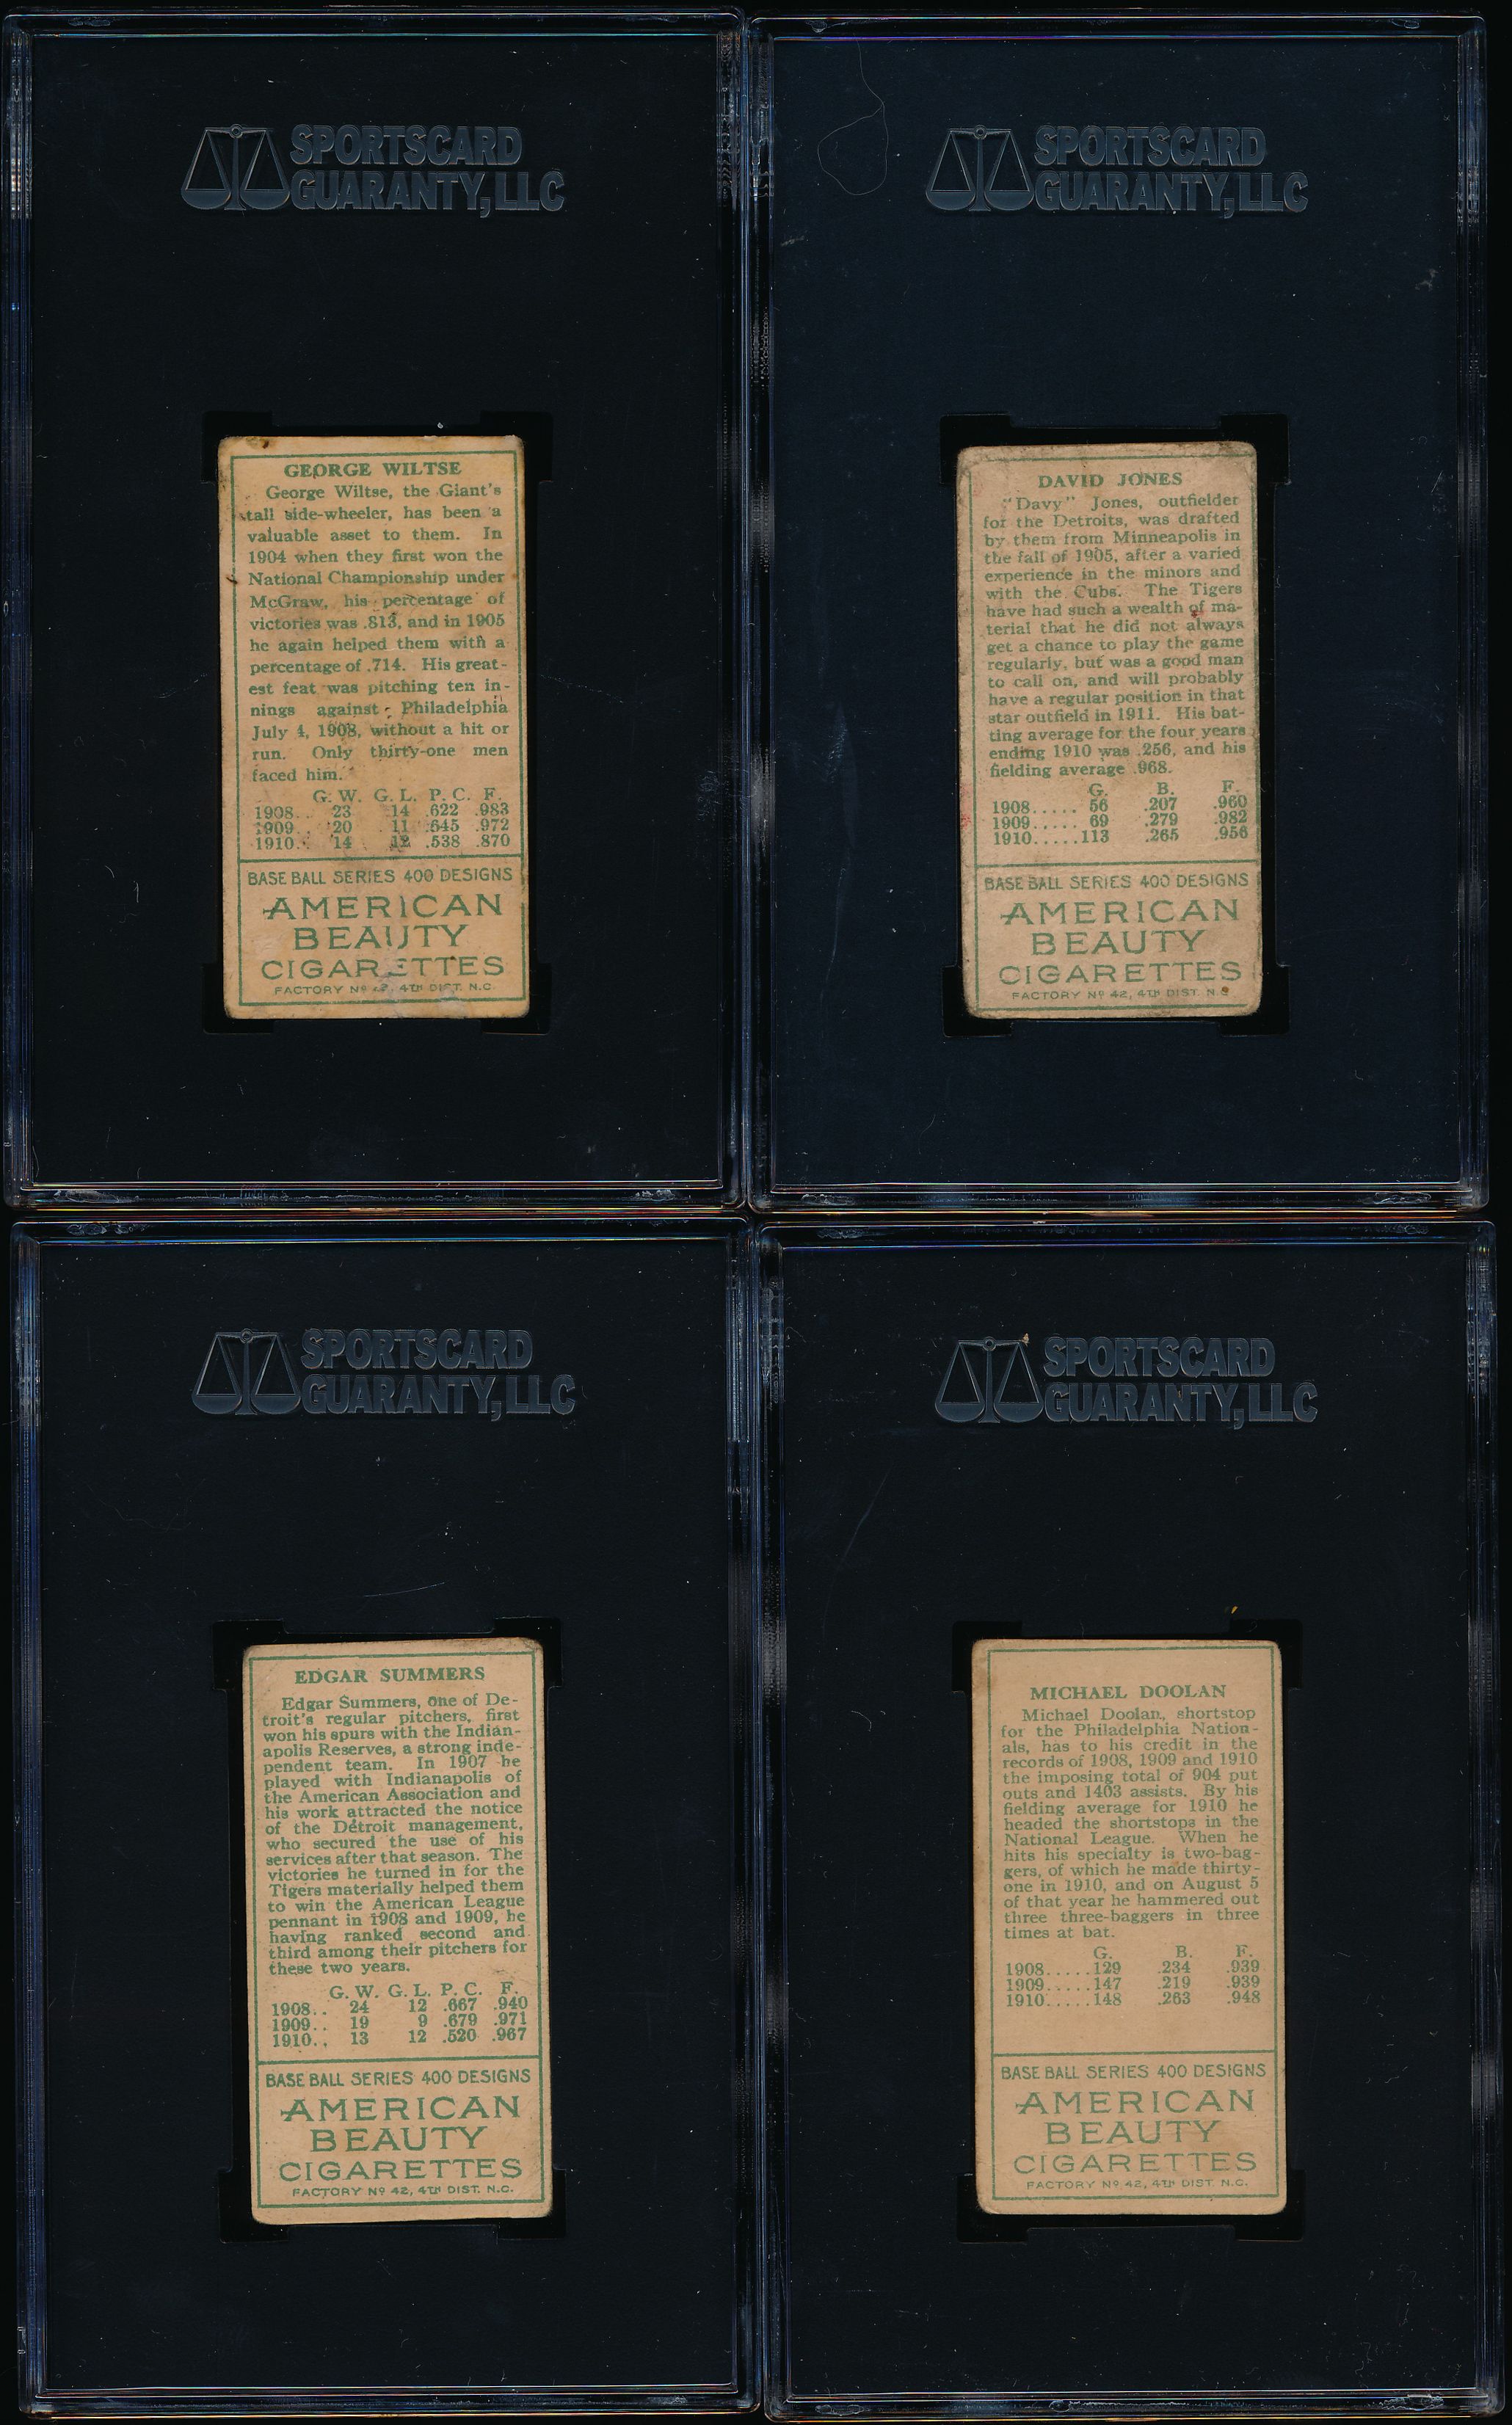 SPORTSCARD
GUARANTY, LLC
GEORGE WILTSE
George Wiltse, the Giant's
tall side-wheeler, has been a
valuable asset to them. In
1904 when they first won the
National Championship under
McGraw, his percentage of
victories was .813, and in 1905
he again helped them with a
percentage of .714. His great-
est feat was pitching ten in-
nings against Philadelphia
July 4, 1908, without a hit or
run. Only thirty-one men
faced him.
G. W. G. L. P. C. F.
1908.. 23 14 .622 .983
1909.. 20 11 .645 .972
1910.. 14 12 .538 .870
BASE BALL SERIES 400 DESIGNS
AMERICAN
BEAUTY
CIGARETTES
FACTORY Nº 42, 4TH DIST. N.C.
SPORTSCARD
GUARANTY, LLC
DAVID JONES
"Davy" Jones, outfielder
for the Detroits, was drafted
by them from Minneapolis in
the fall of 1905, after a varied
experience in the minors and
with the Cubs. The Tigers
have had such a wealth of ma-
terial that he did not always
get a chance to play the game
regularly, but was a good man
to call on, and will probably
have a regular position in that
star outfield in 1911. His bat-
ting average for the four years
ending 1910 was .256, and his
fielding average .968.
G. B. F.
1908..... 56 .207 .960
1909..... 69 .279 .982
1910.....113 .265 .956
BASE BALL SERIES 400 DESIGNS
AMERICAN
BEAUTY
CIGARETTES
FACTORY Nº 42, 4TH DIST. N.C
SPORTSCARD
GUARANTY, LLC
EDGAR SUMMERS
Edgar Summers, one of De-
troit's regular pitchers, first
won his spurs with the Indian-
apolis Reserves, a strong inde-
pendent team. In 1907 he
played with Indianapolis of
the American Association and
his work attracted the notice
of the Detroit management,
who secured the use of his
services after that season. The
victories he turned in for the
Tigers materially helped them
to win the American League
pennant in 1908 and 1909, he
having ranked second and
third among their pitchers for
these two years.
G. W. G. L. P. C. F.
1908.. 24 12 .667 .940
1909.. 19 9 .679 .971
1910.. 13 12 .520 .967
BASE BALL SERIES 400 DESIGNS
AMERICAN
BEAUTY
CIGARETTES
FACTORY Nº 42, 4TH DIST. N.C.
SPORTSCARD
GUARANTY, LLC
MICHAEL DOOLAN
Michael Doolan, shortstop
for the Philadelphia Nation-
als, has to his credit in the
records of 1908, 1909 and 1910
the imposing total of 904 put
outs and 1403 assists. By his
fielding average for 1910 he
headed the shortstops in the
National League. When he
hits his specialty is two-bag-
gers, of which he made thirty-
one in 1910, and on August 5
of that year he hammered out
three three-baggers in three
times at bat.
G. B. F.
1908.....129 .234 .939
1909.....147 .219 .939
1910.....148 .263 .948
BASE BALL SERIES 400 DESIGNS
AMERICAN
BEAUTY
CIGARETTES
FACTORY Nº 42, 4TH DIST. N.C.